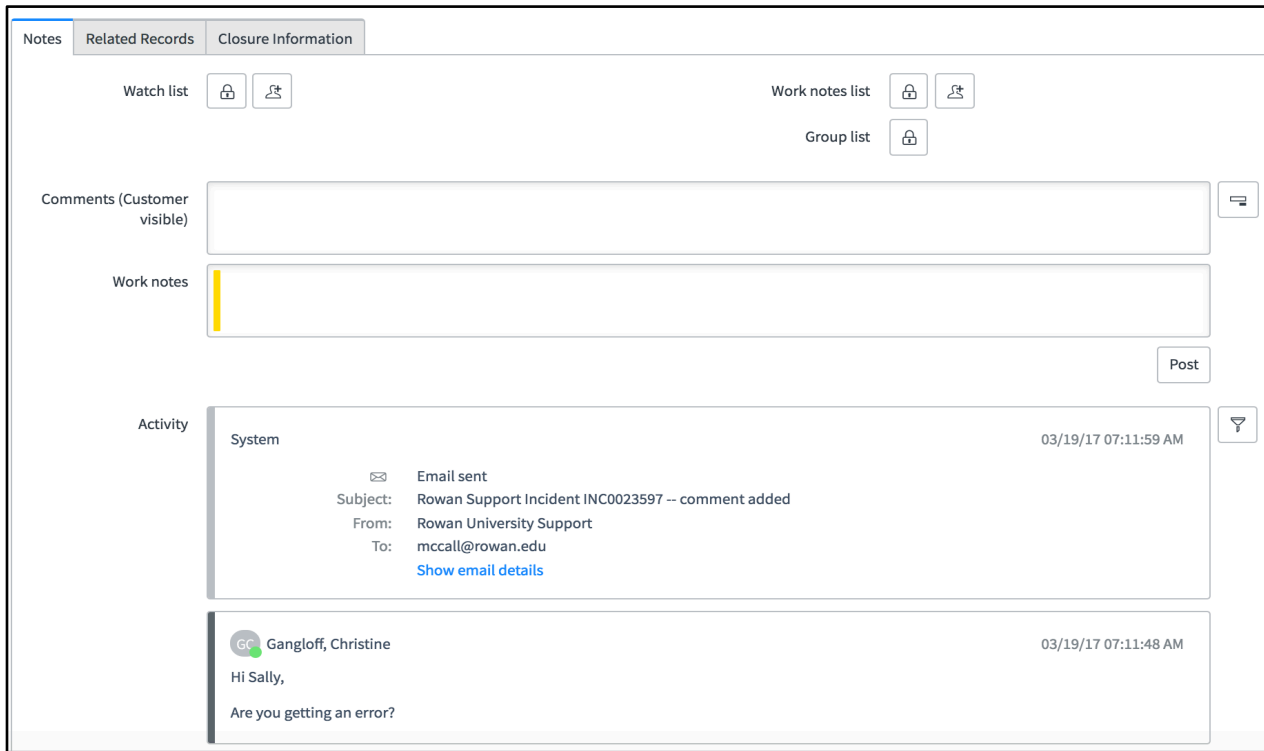 Notes Related Records Closure Information
Watch list Work notes list
Group list
Comments (Customer
visible)
Work notes
Post
Activity
System 03/19/17 07:11:59 AM
Email sent
Subject: Rowan Support Incident INC0023597 -- comment added
From: Rowan University Support
To: mccall@rowan.edu
Show email details
GC Gangloff, Christine 03/19/17 07:11:48 AM
Hi Sally,
Are you getting an error?